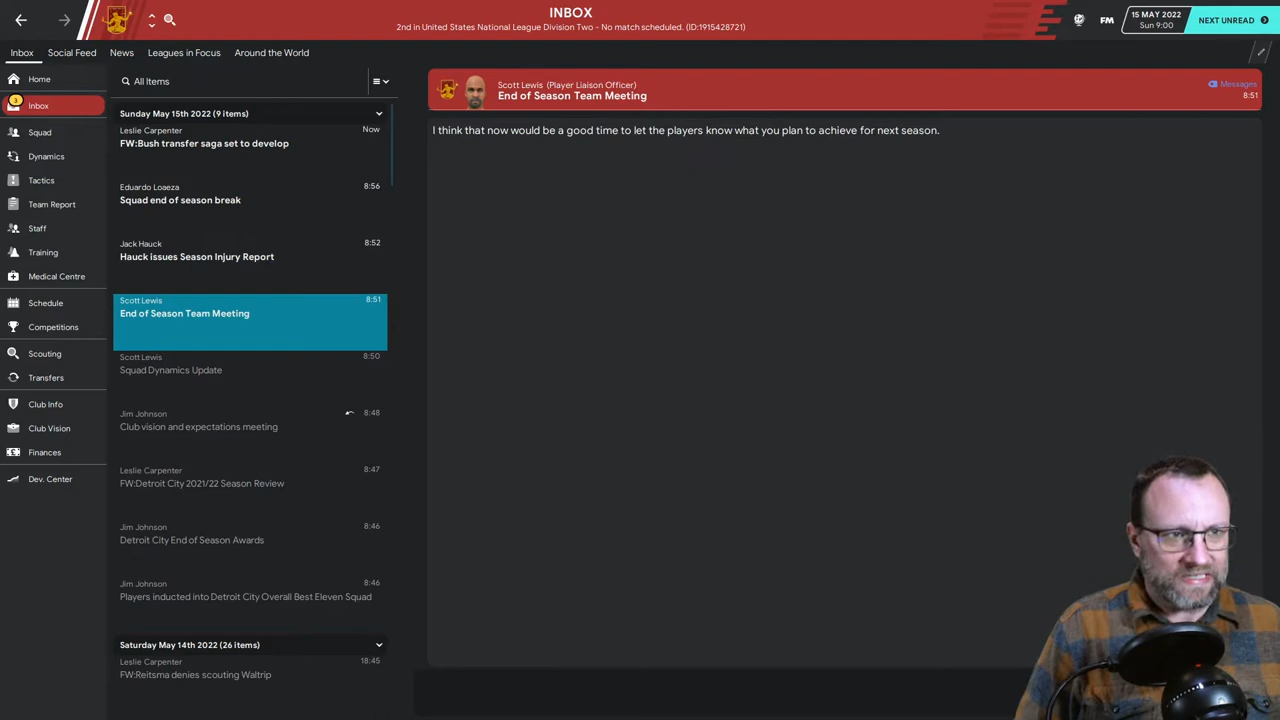 INBOX
2nd in United States National League Division Two - No match scheduled. (ID:1915428721)
FM
15 MAY 2022
Sun 9:00
NEXT UNREAD
Inbox
Social Feed
News
Leagues in Focus
Around the World
Home
3
Inbox
Squad
Dynamics
Tactics
Team Report
Staff
Training
Medical Centre
Schedule
Competitions
Scouting
Transfers
Club Info
Club Vision
Finances
Dev. Center
All Items
Sunday May 15th 2022 (9 items)
Leslie Carpenter
Now
FW:Bush transfer saga set to develop
Eduardo Loaeza
8:56
Squad end of season break
Jack Hauck
8:52
Hauck issues Season Injury Report
Scott Lewis
8:51
End of Season Team Meeting
Scott Lewis
8:50
Squad Dynamics Update
Jim Johnson
8:48
Club vision and expectations meeting
Leslie Carpenter
8:47
FW:Detroit City 2021/22 Season Review
Jim Johnson
8:46
Detroit City End of Season Awards
Jim Johnson
8:46
Players inducted into Detroit City Overall Best Eleven Squad
Saturday May 14th 2022 (26 items)
Leslie Carpenter
18:45
FW:Reitsma denies scouting Waltrip
Scott Lewis (Player Liaison Officer)
End of Season Team Meeting
Messages
8:51
I think that now would be a good time to let the players know what you plan to achieve for next season.